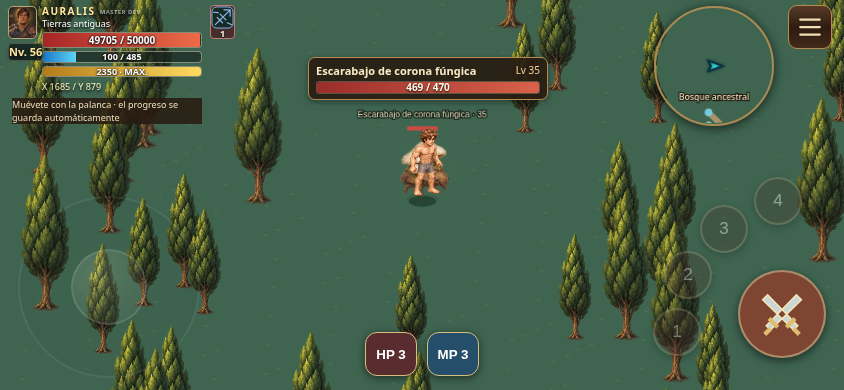 AURALIS MASTER DEV
Tierras antiguas
Nv. 56
49705 / 50000
100 / 485
2350 · MAX.
X 1685 / Y 879
Muévete con la palanca · el progreso se
guarda automáticamente
1
Escarabajo de corona fúngica Lv 35
469 / 470
Escarabajo de corona fúngica · 35
Bosque ancestral
4
3
2
1
HP 3
MP 3